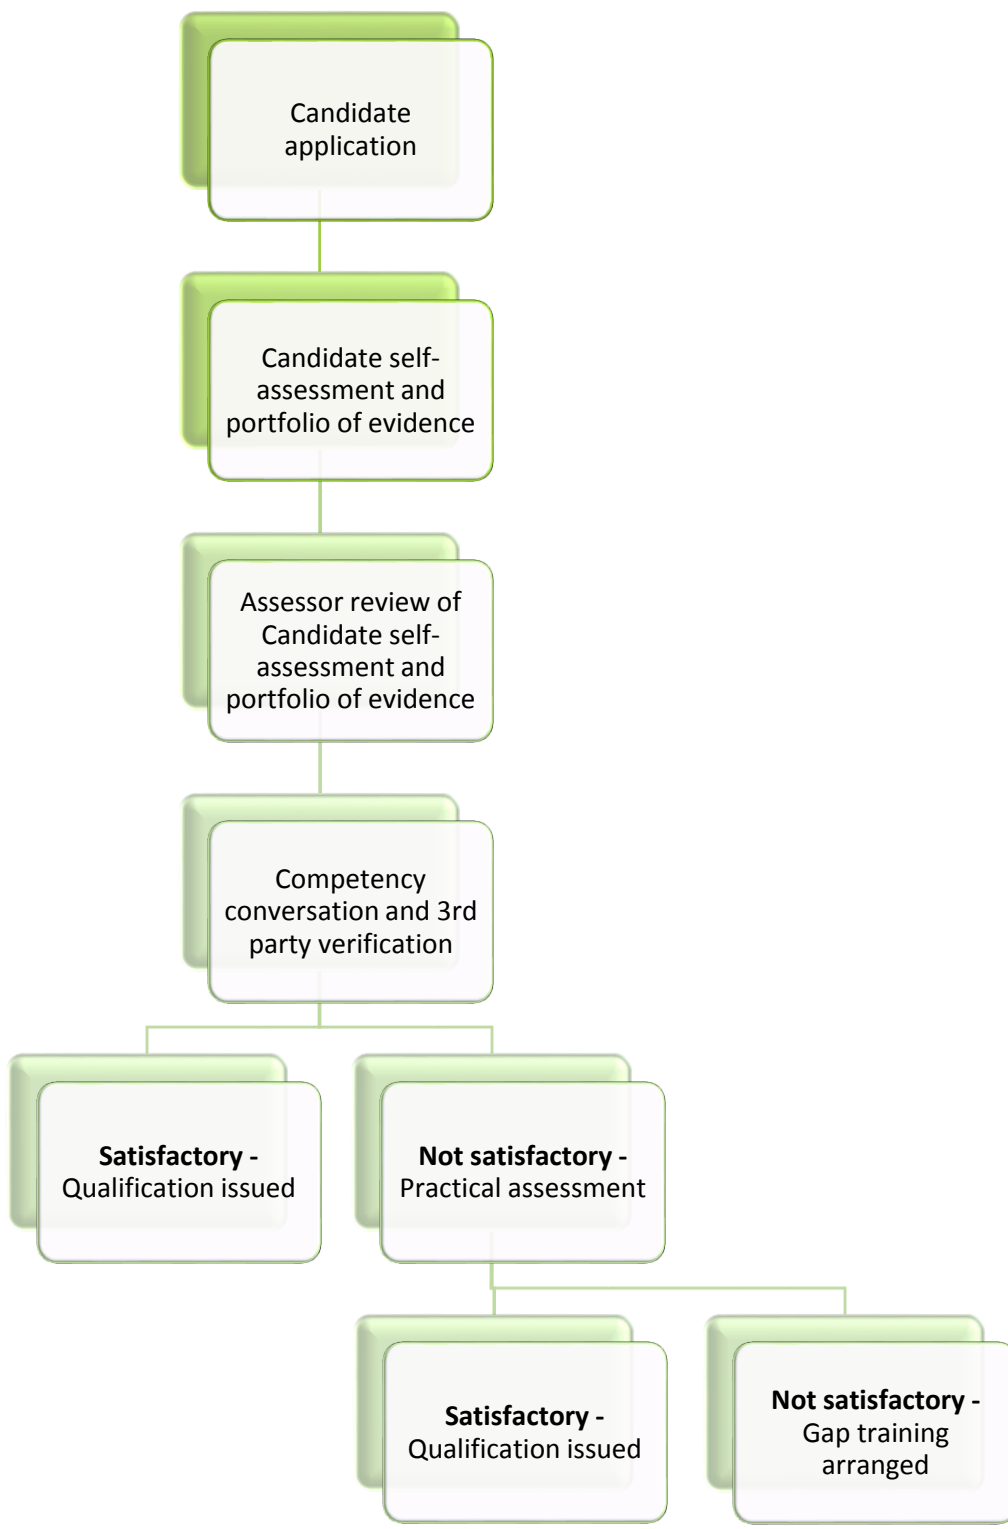 Candidate
application
Candidate self-
assessment and
portfolio of evidence
Assessor review of
Candidate self-
assessment and
portfolio of evidence
Competency
conversation and 3rd
party verification
Satisfactory -
Qualification issued
Not satisfactory -
Practical assessment
Satisfactory -
Qualification issued
Not satisfactory -
Gap training
arranged